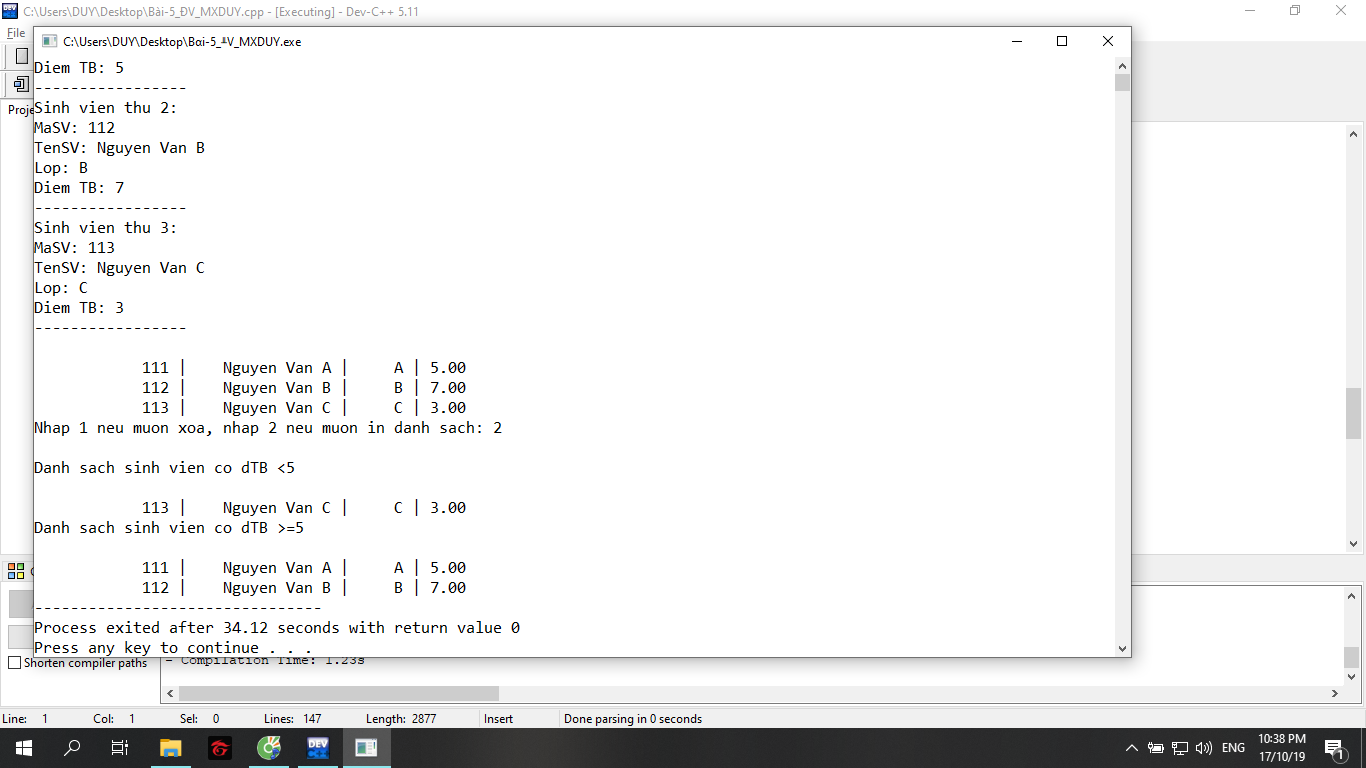 C:\Users\DUY\Desktop\Bài-5_ĐV_MXDUY.cpp - [Executing] - Dev-C++ 5.11
File
C:\Users\DUY\Desktop\Bαi-5_╨V_MXDUY.exe
Proje
Diem TB: 5
-----------------
Sinh vien thu 2:
MaSV: 112
TenSV: Nguyen Van B
Lop: B
Diem TB: 7
-----------------
Sinh vien thu 3:
MaSV: 113
TenSV: Nguyen Van C
Lop: C
Diem TB: 3
-----------------
111 | Nguyen Van A | A | 5.00
112 | Nguyen Van B | B | 7.00
113 | Nguyen Van C | C | 3.00
Nhap 1 neu muon xoa, nhap 2 neu muon in danh sach: 2
Danh sach sinh vien co dTB <5
113 | Nguyen Van C | C | 3.00
Danh sach sinh vien co dTB >=5
111 | Nguyen Van A | A | 5.00
112 | Nguyen Van B | B | 7.00
--------------------------------
Process exited after 34.12 seconds with return value 0
Press any key to continue . . .
- Compilation Time: 1.23s
Shorten compiler paths
Line: 1 Col: 1 Sel: 0 Lines: 147 Length: 2877 Insert Done parsing in 0 seconds
DEV
C++
ENG
10:38 PM
17/10/19
1